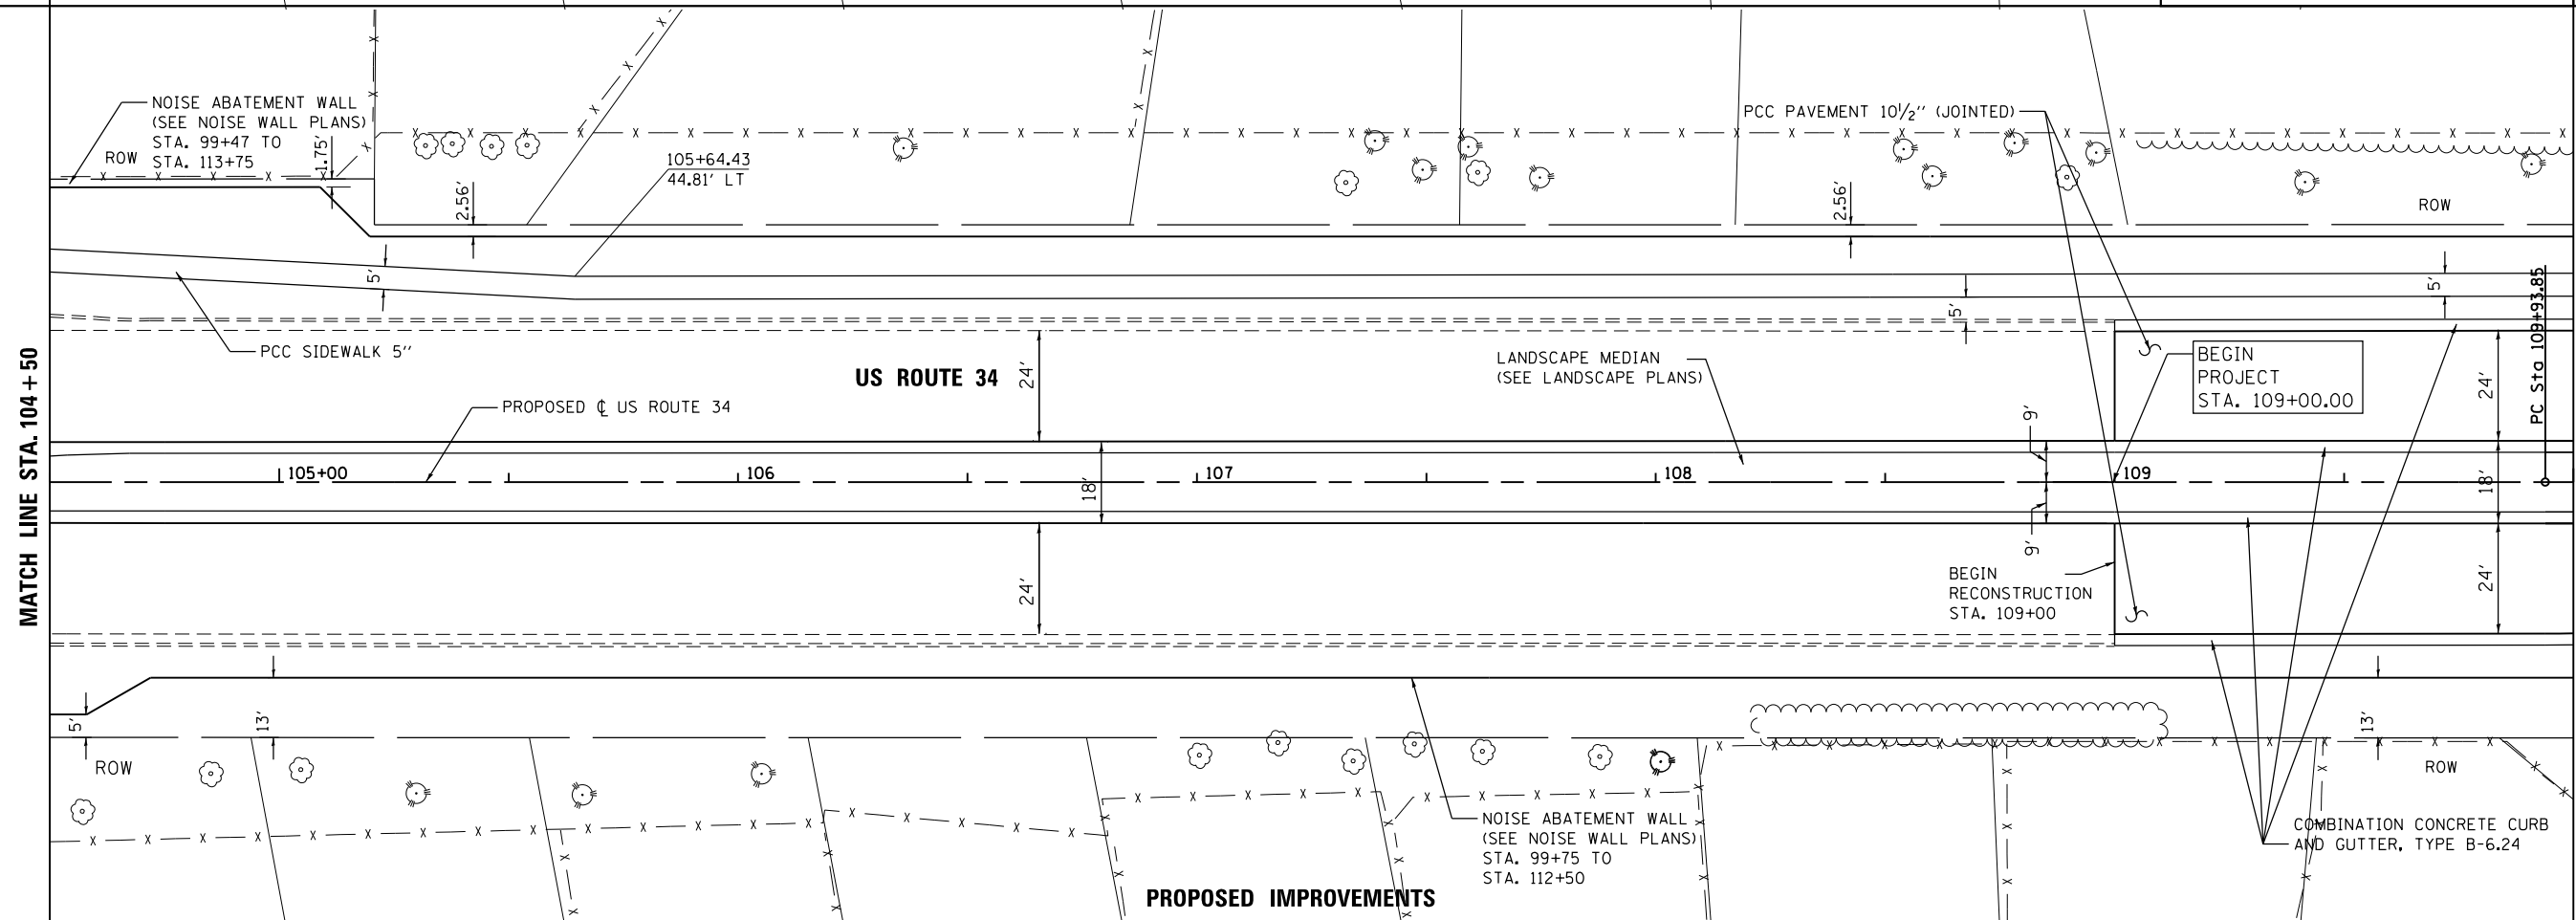 NOISE ABATEMENT WALL
(SEE NOISE WALL PLANS)
STA. 99+47 TO
STA. 113+75
ROW
1.75'
2.56'
105+64.43
44.81' LT
PCC PAVEMENT 10½'' (JOINTED)
2.56'
ROW
5'
5'
5'
PC Sta 109+93.85
PCC SIDEWALK 5''
US ROUTE 34
24'
LANDSCAPE MEDIAN
(SEE LANDSCAPE PLANS)
BEGIN
PROJECT
STA. 109+00.00
24'
MATCH LINE STA. 104+50
PROPOSED ℄ US ROUTE 34
9'
105+00
106
107
108
109
18'
18'
9'
24'
BEGIN
RECONSTRUCTION
STA. 109+00
24'
5'
13'
13'
ROW
ROW
NOISE ABATEMENT WALL
(SEE NOISE WALL PLANS)
STA. 99+75 TO
STA. 112+50
COMBINATION CONCRETE CURB
AND GUTTER, TYPE B-6.24
PROPOSED IMPROVEMENTS